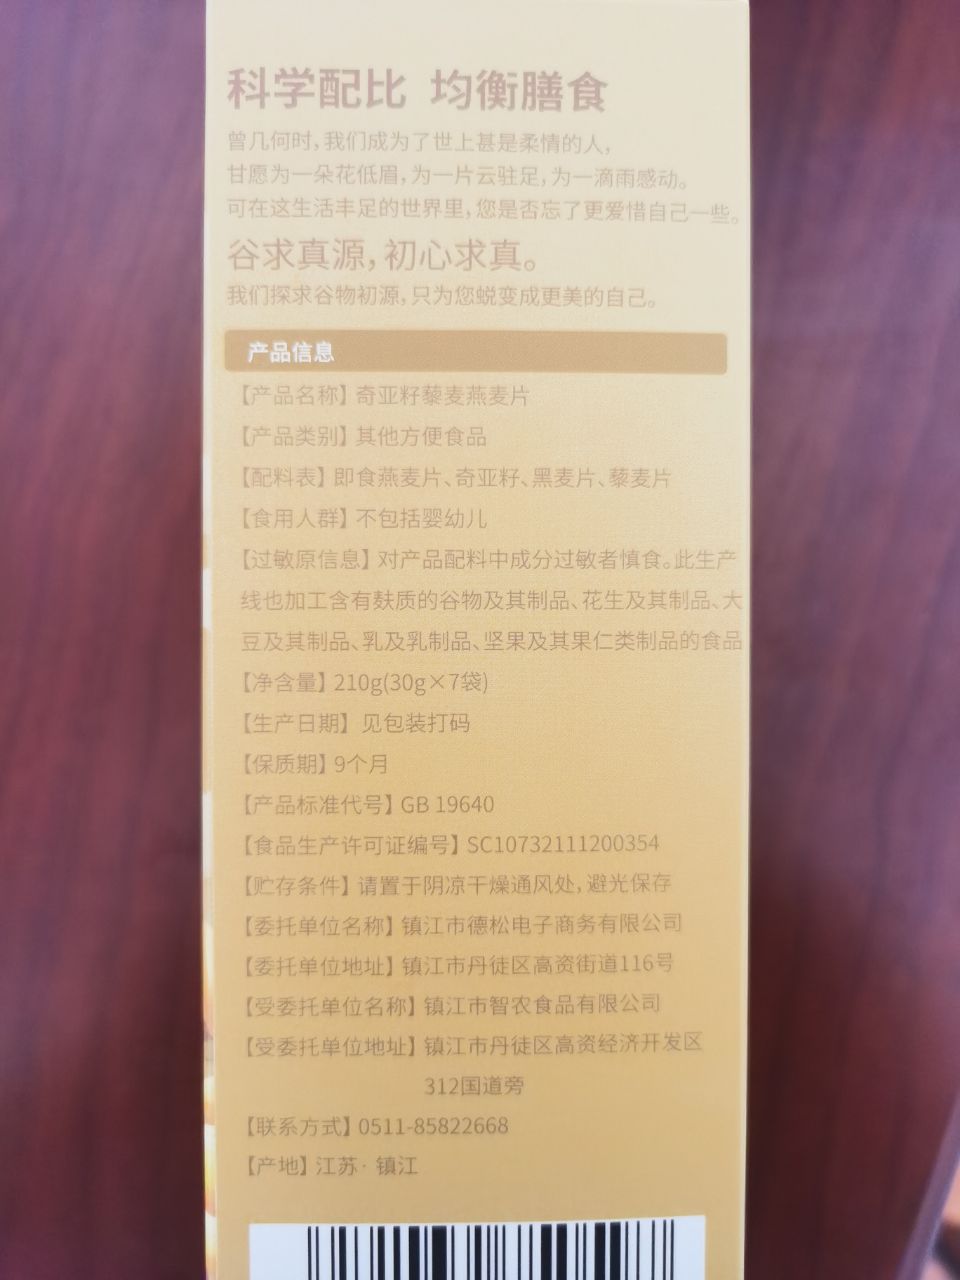 科学配比 均衡膳食
曾几何时,我们成为了世上甚是柔情的人,
甘愿为一朵花低眉,为一片云驻足,为一滴雨感动。
可在这生活丰足的世界里,您是否忘了更爱惜自己一些。
谷求真源,初心求真。
我们探求谷物初源,只为您蜕变成更美的自己。
产品信息
【产品名称】奇亚籽藜麦燕麦片
【产品类别】其他方便食品
【配料表】即食燕麦片、奇亚籽、黑麦片、藜麦片
【食用人群】不包括婴幼儿
【过敏原信息】对产品配料中成分过敏者慎食。此生产
线也加工含有麸质的谷物及其制品、花生及其制品、大
豆及其制品、乳及乳制品、坚果及其果仁类制品的食品
【净含量】210g(30g×7袋)
【生产日期】见包装打码
【保质期】9个月
【产品标准代号】GB 19640
【食品生产许可证编号】SC10732111200354
【贮存条件】请置于阴凉干燥通风处,避光保存
【委托单位名称】镇江市德松电子商务有限公司
【委托单位地址】镇江市丹徒区高资街道116号
【受委托单位名称】镇江市智农食品有限公司
【受委托单位地址】镇江市丹徒区高资经济开发区
312国道旁
【联系方式】0511-85822668
【产地】江苏·镇江